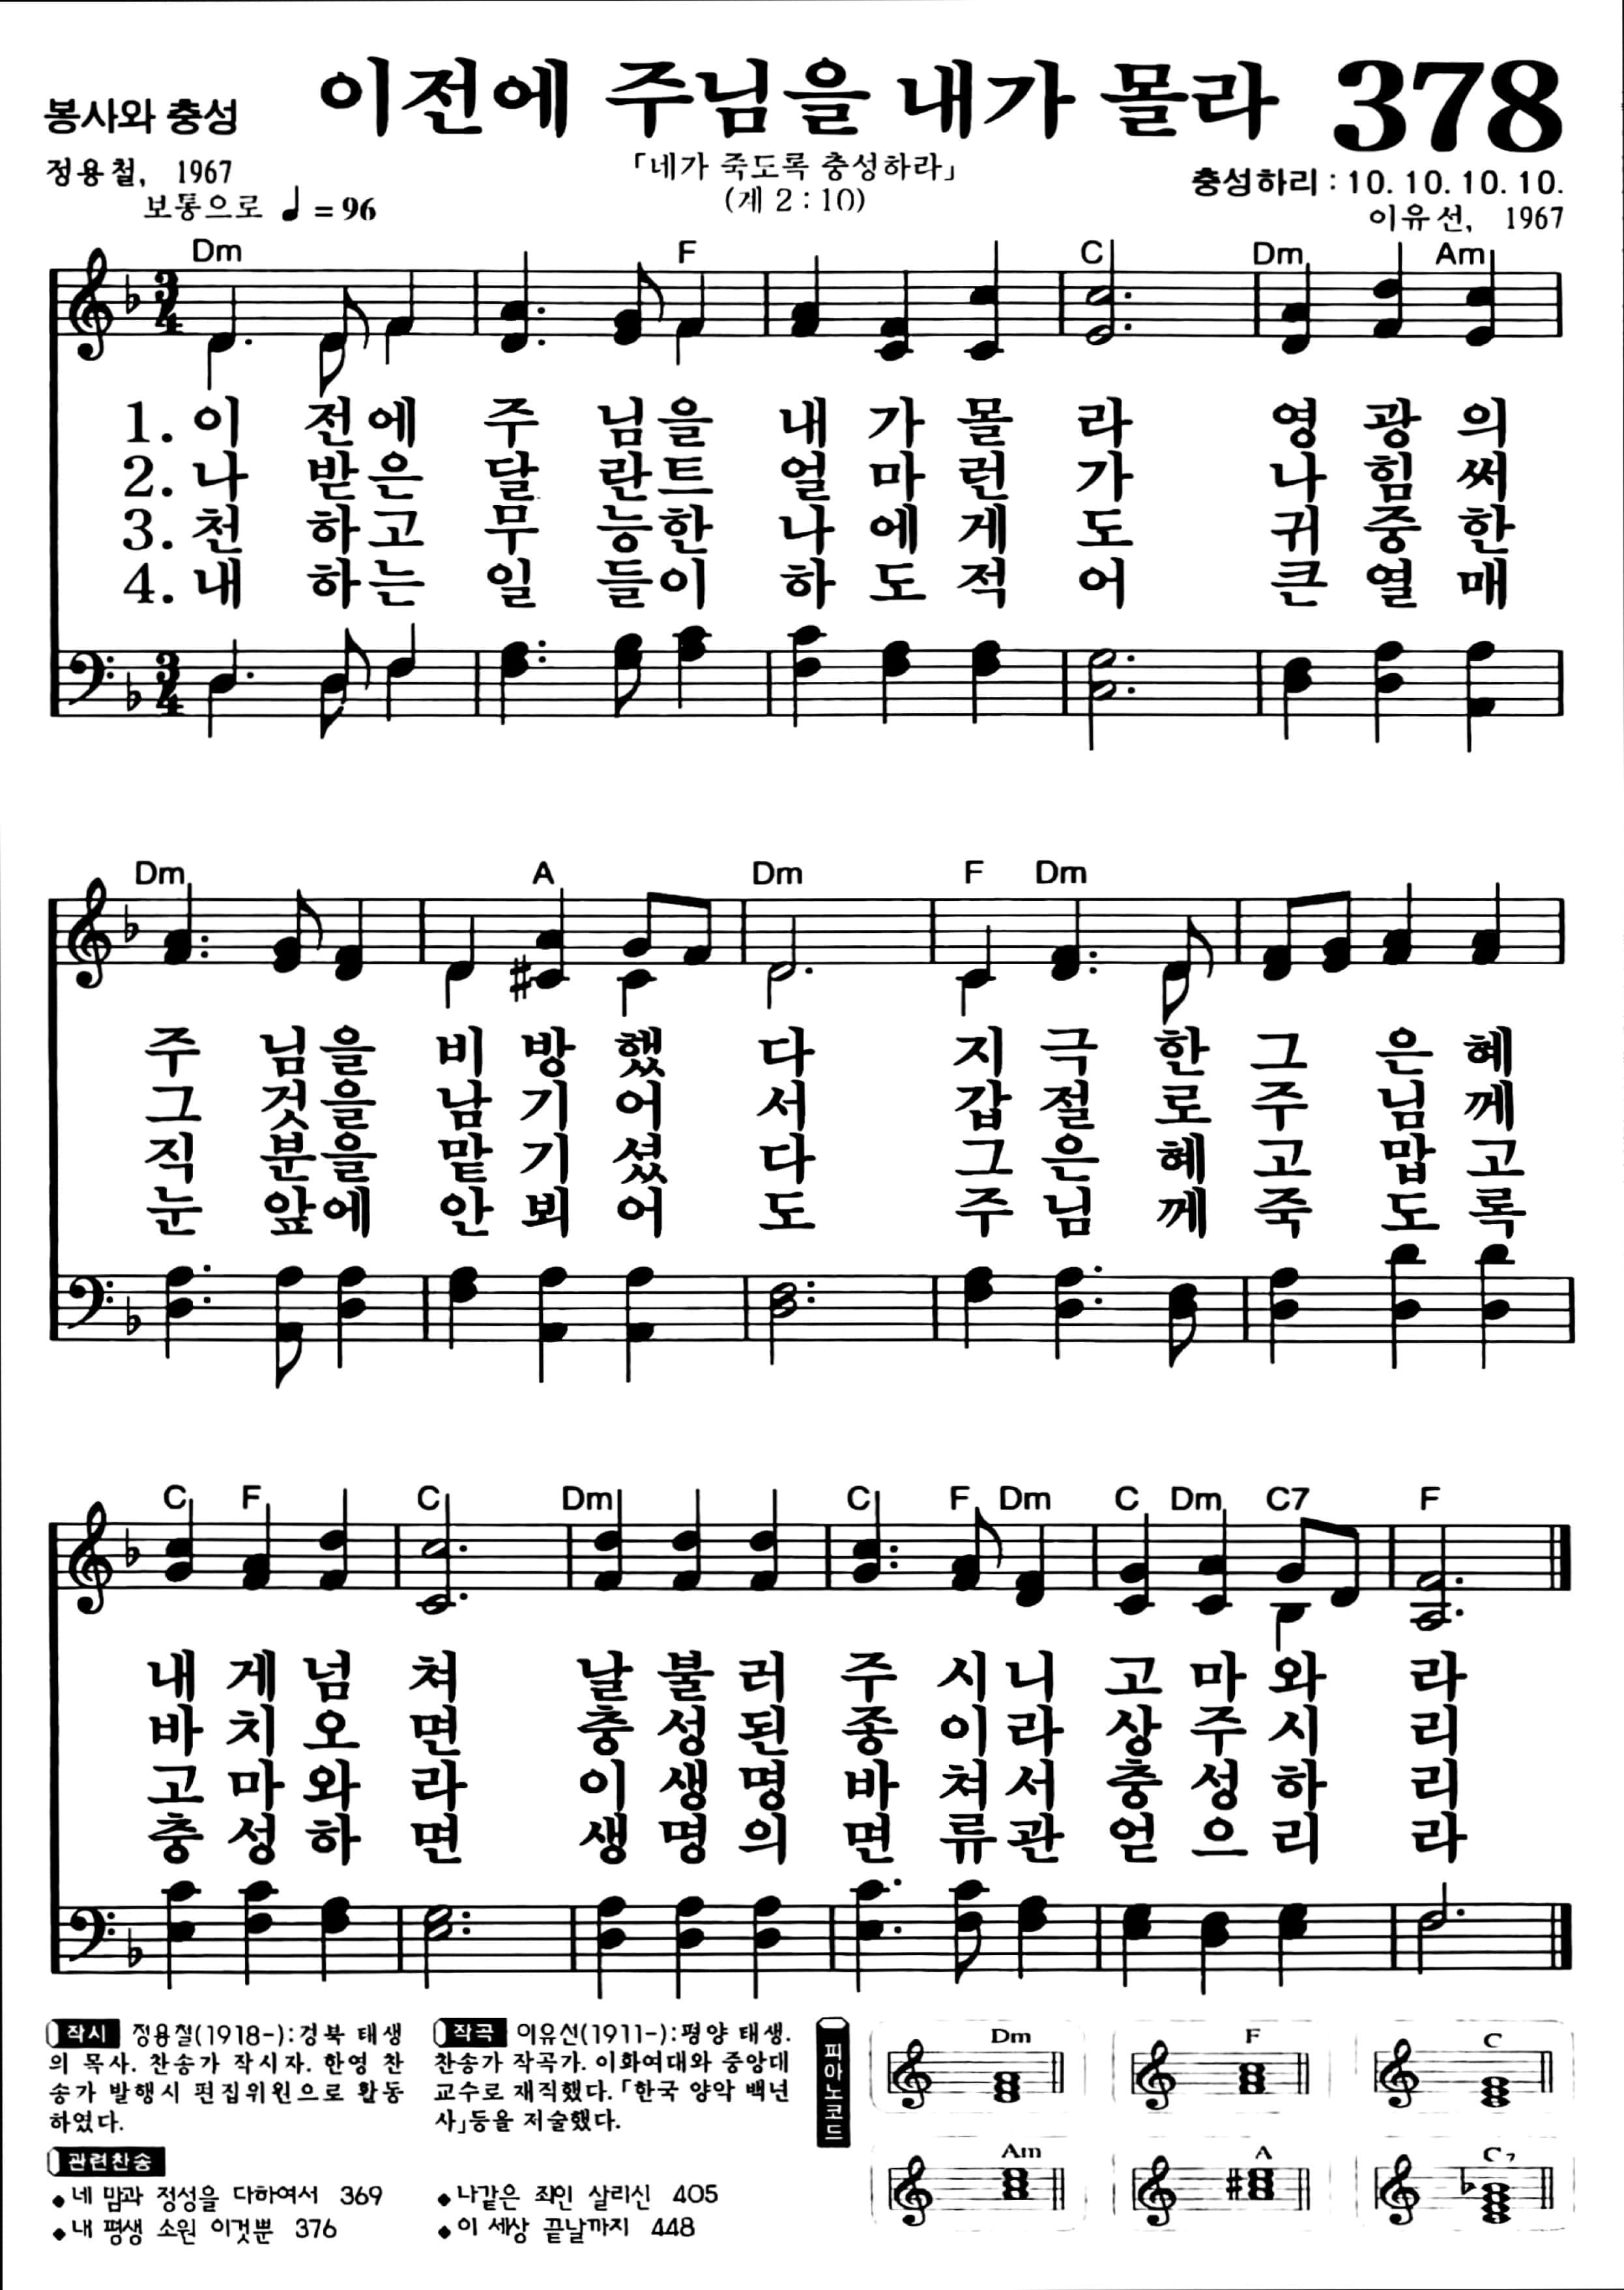 봉사와 충성
이전에 주님을 내가 몰라 378
정용철, 1967
「네가 죽도록 충성하라」
(계 2 : 10)
충성하리 : 10. 10. 10. 10.
보통으로 ♩ = 96
이유선, 1967
Dm F C Dm Am
3 4
1. 이 전에 주 님을 내 가 몰 라 영 광 의
2. 나 받은 달 란트 얼 마 런 가 나 힘 써
3. 천 하고 무 능한 나 에 게 도 귀 중 한
4. 내 하는 일 들이 하 도 적 어 큰 열 매
3 4
Dm A Dm F Dm
주 님을 비 방 했 다 지 극 한 그 은 혜
그 것을 남 기 어 서 갑 절 로 주 님 께
직 분을 맡 기 셨 다 그 은 혜 고 맙 고
눈 앞에 안 뵈 어 도 주 님 께 죽 도 록
C F C Dm C F Dm C Dm C7 F
내 게 넘 쳐 날 불 러 주 시 니 고 마 와 라
바 치 오 면 충 성 된 종 이 라 상 주 시 리
고 마 와 라 이 생 명 바 쳐 서 충 성 하 리
충 성 하 면 생 명 의 면 류 관 얻 으 리 라
작시 정용철(1918-):경북 태생
의 목사. 찬송가 작시자. 한영 찬
송가 발행시 편집위원으로 활동
하였다.
작곡 이유선(1911-):평양 태생.
찬송가 작곡가. 이화여대와 중앙대
교수로 재직했다. 「한국 양악 백년
사」등을 저술했다.
관련찬송
◆네 맘과 정성을 다하여서 369
◆내 평생 소원 이것뿐 376
◆나같은 죄인 살리신 405
◆이 세상 끝날까지 448
피아노코드
Dm F C
Am A C7